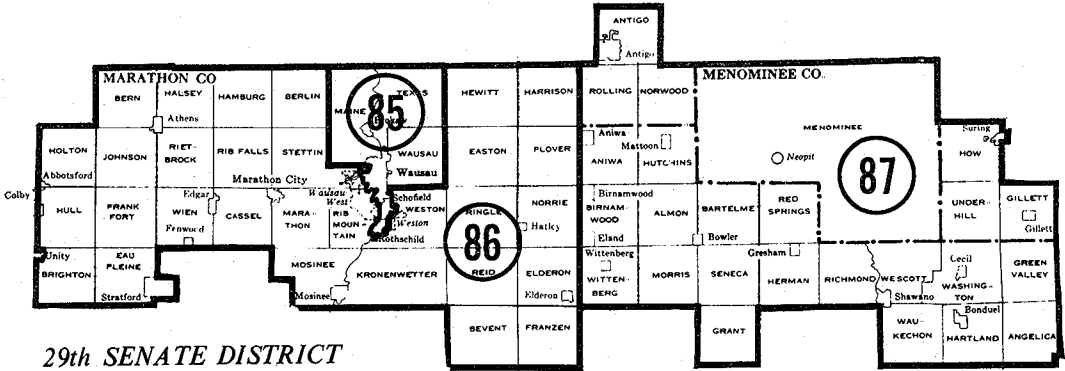 ANTIGO
Antigo
MARATHON CO
MENOMINEE CO.
BERN
HALSEY
HAMBURG
BERLIN
MAINE
TEXAS
HEWITT
HARRISON
ROLLING
NORWOOD
85
Brokaw
Athens
MENOMINEE
Suring
HOLTON
JOHNSON
RIET-
BROCK
RIB FALLS
STETTIN
WAUSAU
Wausau
EASTON
PLOVER
Aniwa
ANIWA
Mattoon
HUTCHINS
Neopit
HOW
87
Abbotsford
Colby
Marathon City
Wausau
West
HULL
FRANK
FORT
WIEN
Edgar
CASSEL
MARA-
THON
RIB
MOUN
TAIN
Schofield
WESTON
Weston
Rothschild
RINGLE
NORRIE
Hatley
Birnamwood
BIRNAM-
WOOD
ALMON
BARTELME
RED
SPRINGS
UNDER-
HILL
GILLETT
Gillett
Fenwood
86
Eland
Bowler
Unity
BRIGHTON
EAU
PLEINE
Stratford
MOSINEE
Mosinee
KRONENWETTER
REID
ELDERON
Elderon
Wittenberg
WITTEN-
BERG
MORRIS
SENECA
Gresham
HERMAN
RICHMOND
WESCOTT
Cecil
WASHING-
TON
GREEN
VALLEY
Shawano
Bonduel
BEVENT
FRANZEN
GRANT
WAU-
KECHON
HARTLAND
ANGELICA
29th SENATE DISTRICT